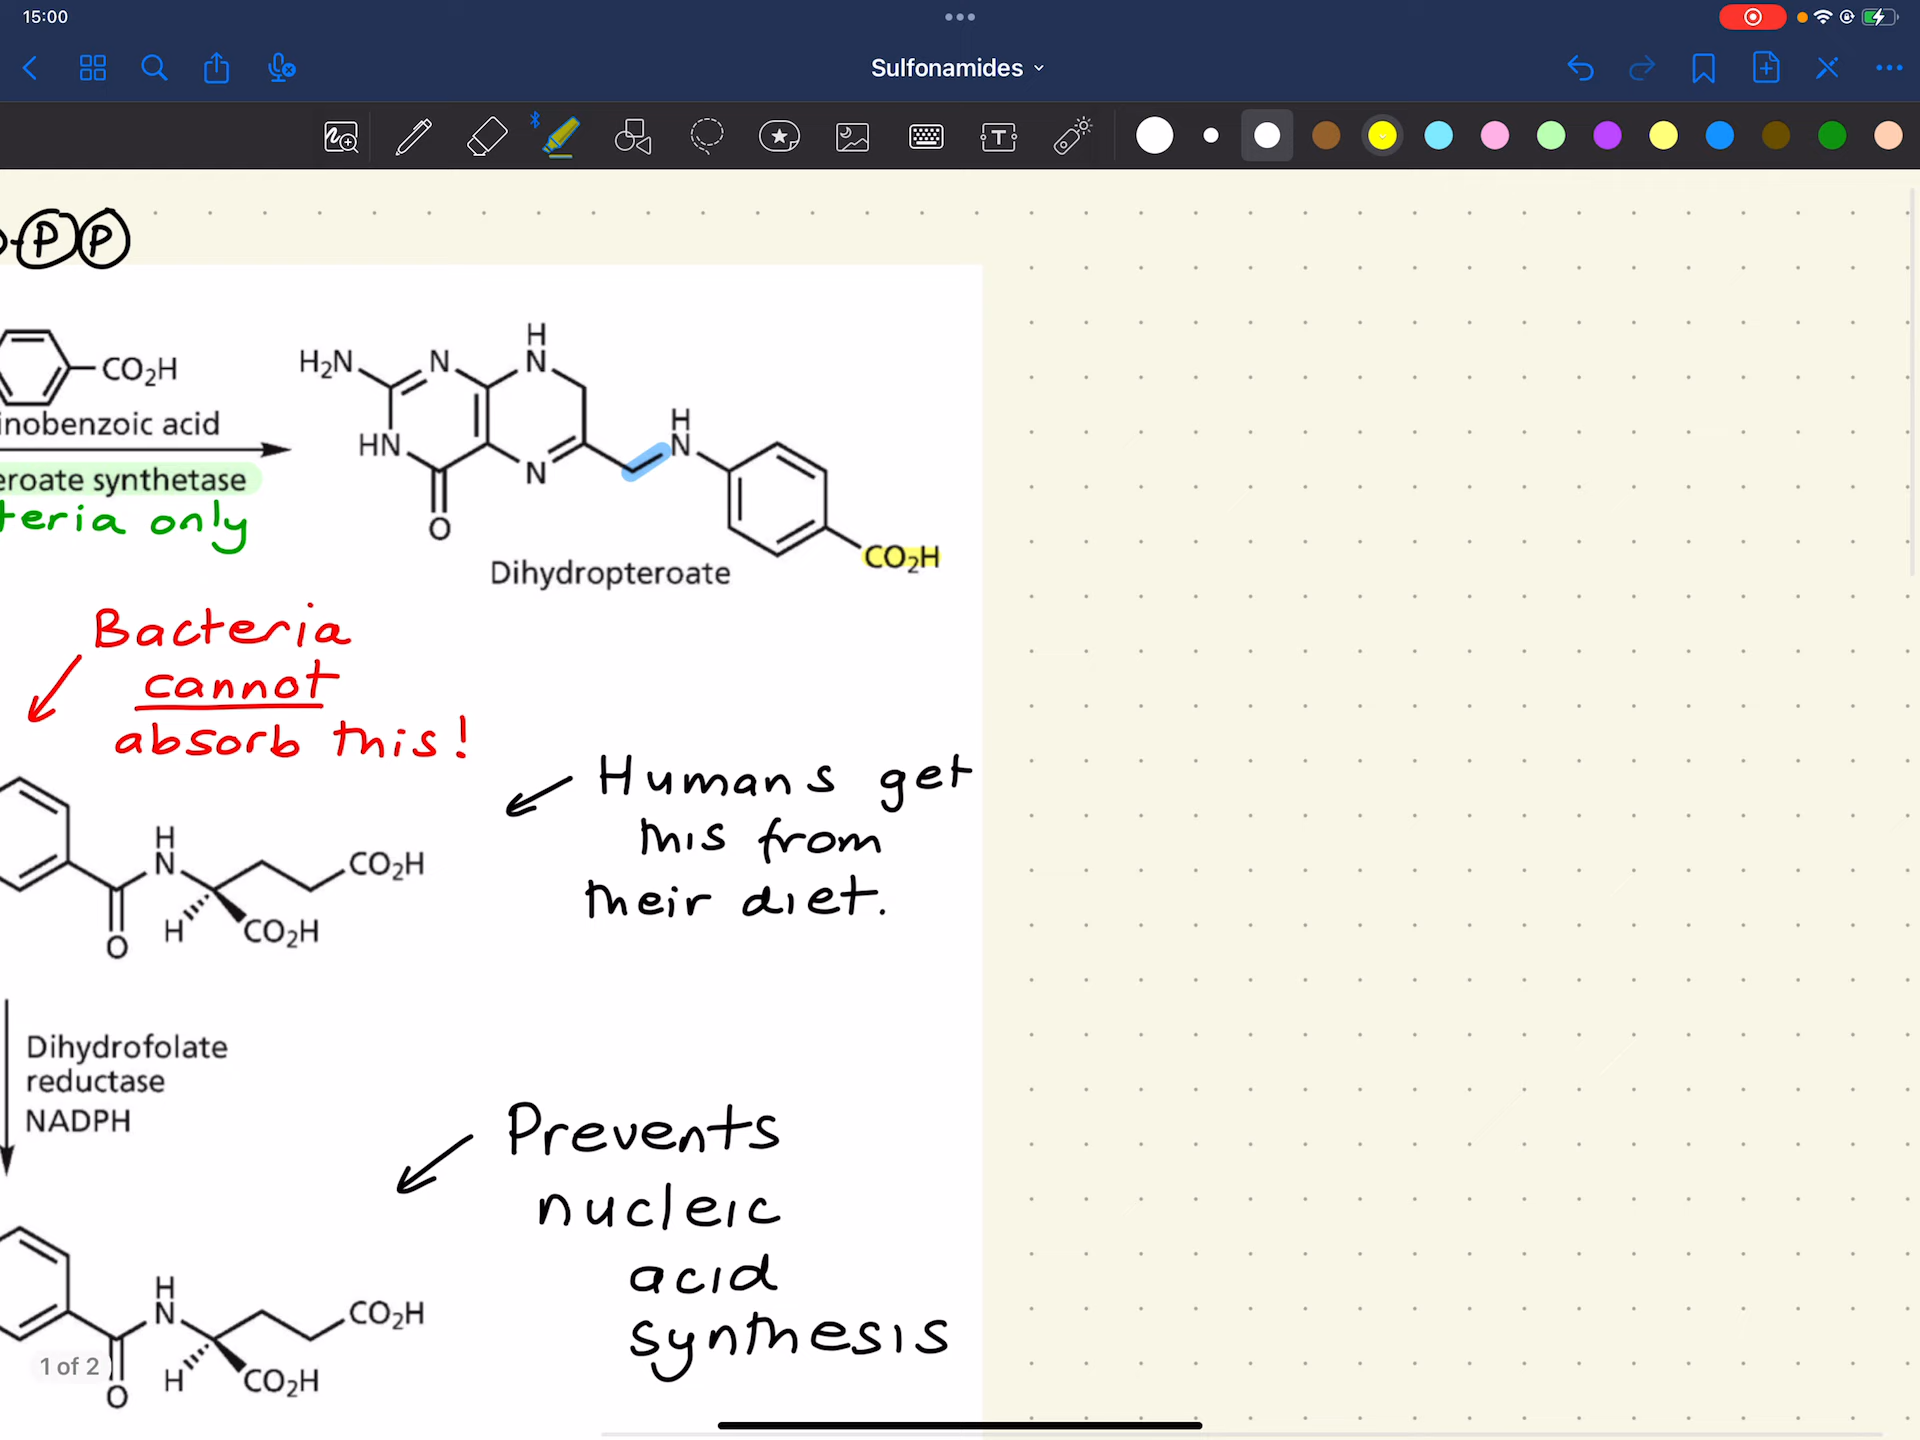 15:00
Sulfonamides
P P
CO₂H
inobenzoic acid
eroate synthetase
teria only
H₂N N H
N
HN N
O
H
N
CO₂H
Dihydropteroate
Bacteria
cannot
absorb this!
Humans get
this from
their diet.
H
N
CO₂H
O H CO₂H
Dihydrofolate
reductase
NADPH
Prevents
nucleic
acid
synthesis
H
N
CO₂H
O H CO₂H
1 of 2